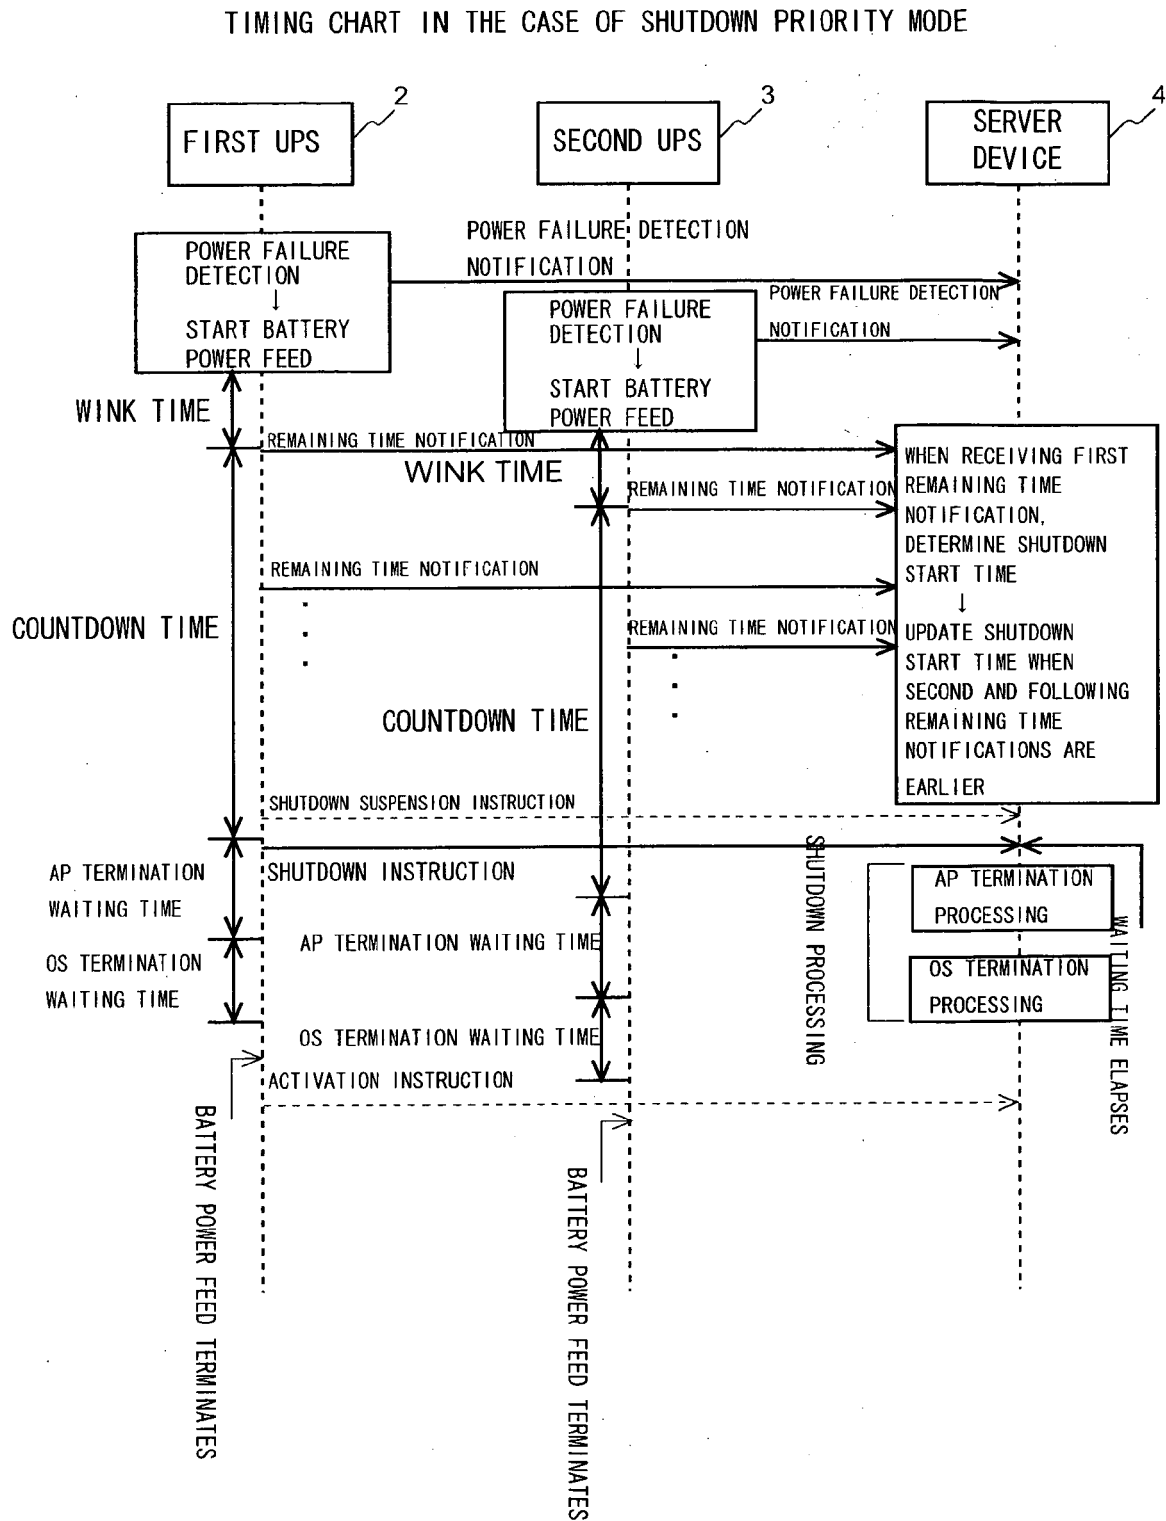 TIMING CHART IN THE CASE OF SHUTDOWN PRIORITY MODE
2
3
4
FIRST UPS
SECOND UPS
SERVER
DEVICE
POWER FAILURE DETECTION
NOTIFICATION
POWER FAILURE
DETECTION
↓
START BATTERY
POWER FEED
POWER FAILURE DETECTION
NOTIFICATION
POWER FAILURE
DETECTION
↓
START BATTERY
POWER FEED
WINK TIME
REMAINING TIME NOTIFICATION
WINK TIME
REMAINING TIME NOTIFICATION
WHEN RECEIVING FIRST
REMAINING TIME
NOTIFICATION,
DETERMINE SHUTDOWN
START TIME
↓
UPDATE SHUTDOWN
START TIME WHEN
SECOND AND FOLLOWING
REMAINING TIME
NOTIFICATIONS ARE
EARLIER
REMAINING TIME NOTIFICATION
REMAINING TIME NOTIFICATION
COUNTDOWN TIME
COUNTDOWN TIME
SHUTDOWN SUSPENSION INSTRUCTION
SHUTDOWN INSTRUCTION
AP TERMINATION
WAITING TIME
OS TERMINATION
WAITING TIME
AP TERMINATION WAITING TIME
OS TERMINATION WAITING TIME
SHUTDOWN PROCESSING
AP TERMINATION
PROCESSING
OS TERMINATION
PROCESSING
WAITING TIME ELAPSES
ACTIVATION INSTRUCTION
BATTERY POWER FEED TERMINATES
BATTERY POWER FEED TERMINATES